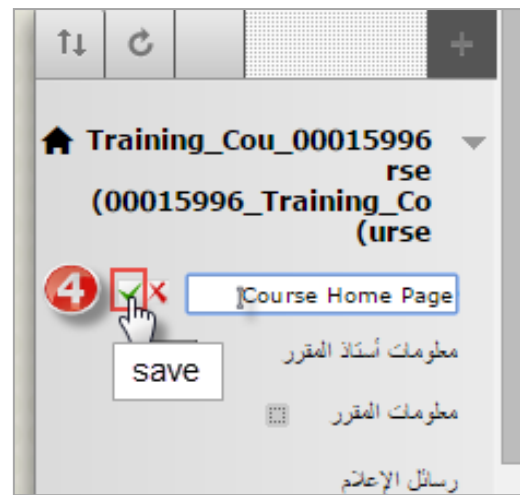 Training_Cou_00015996
rse
(00015996_Training_Co
(urse
4
Course Home Page
save
معلومات أستاذ المقرر
معلومات المقرر
رسائل الإعلام